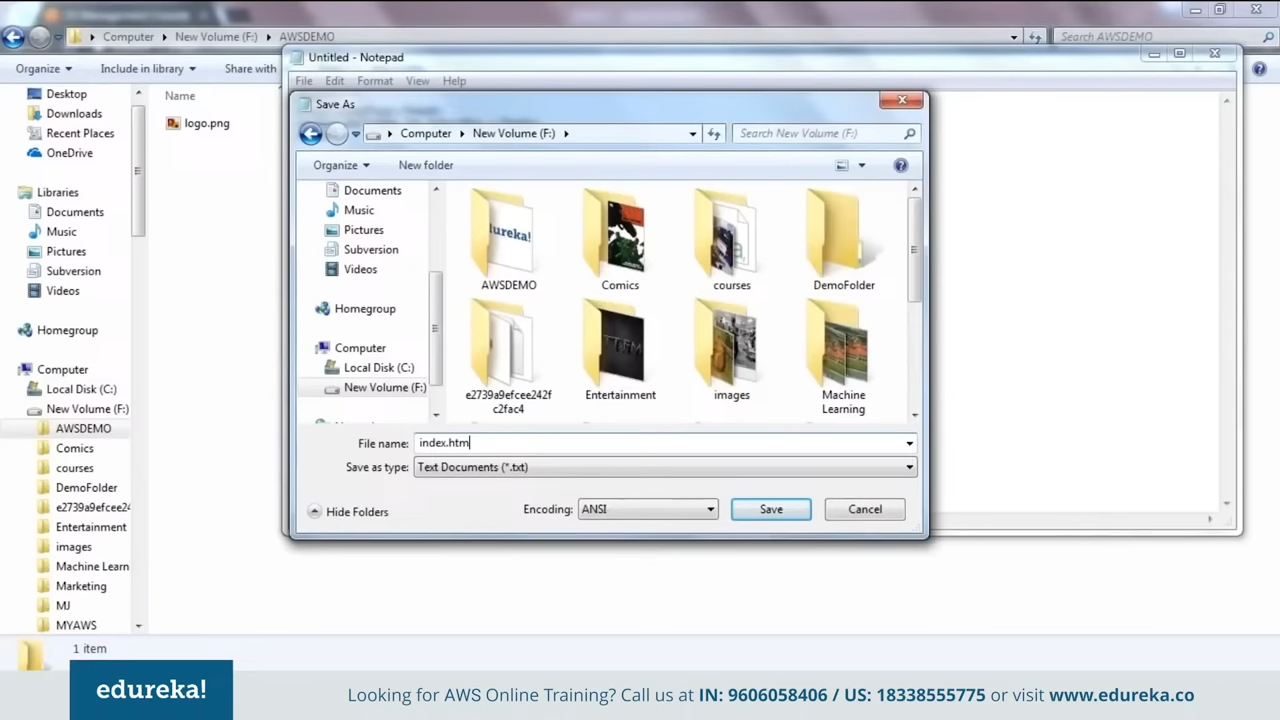 Computer New Volume (F:) AWSDEMO
Search AWSDEMO
Organize Include in library Share with
Desktop
Downloads
Recent Places
OneDrive
Libraries
Documents
Music
Pictures
Subversion
Videos
Homegroup
Computer
Local Disk (C:)
New Volume (F:)
AWSDEMO
Comics
courses
DemoFolder
e2739a9efcee24
Entertainment
images
Machine Learn
Marketing
MJ
MYAWS
Name
logo.png
1 item
Untitled - Notepad
File Edit Format View Help
Save As
Computer New Volume (F:)
Search New Volume (F:)
Organize New folder
Documents
Music
Pictures
Subversion
Videos
Homegroup
Computer
Local Disk (C:)
New Volume (F:)
AWSDEMO
Comics
courses
DemoFolder
e2739a9efcee242f
c2fac4
Entertainment
images
Machine
Learning
File name: index.htm
Save as type: Text Documents (*.txt)
Hide Folders
Encoding: ANSI
Save
Cancel
edureka!
Looking for AWS Online Training? Call us at IN: 9606058406 / US: 18338555775 or visit www.edureka.co